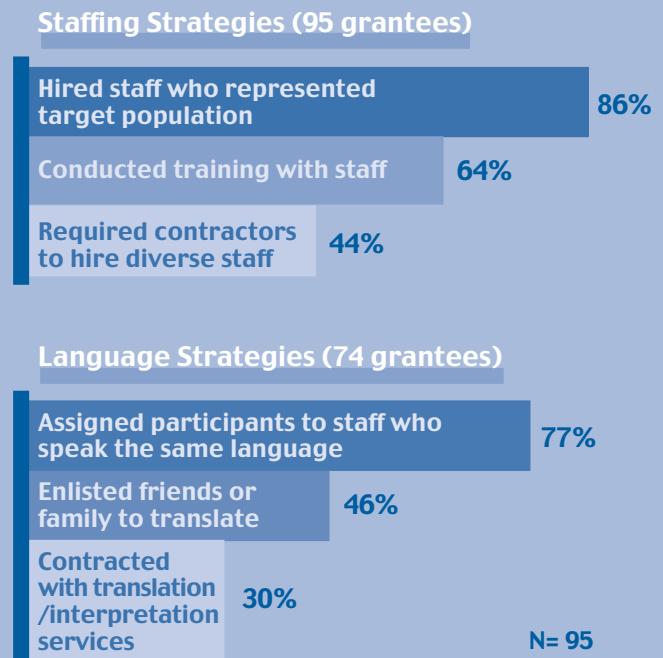 Staffing Strategies (95 grantees)
Hired staff who represented
target population
86%
Conducted training with staff
64%
Required contractors
to hire diverse staff
44%
Language Strategies (74 grantees)
Assigned participants to staff who
speak the same language
77%
Enlisted friends or
family to translate
46%
Contracted
with translation
/interpretation
services
30%
N= 95